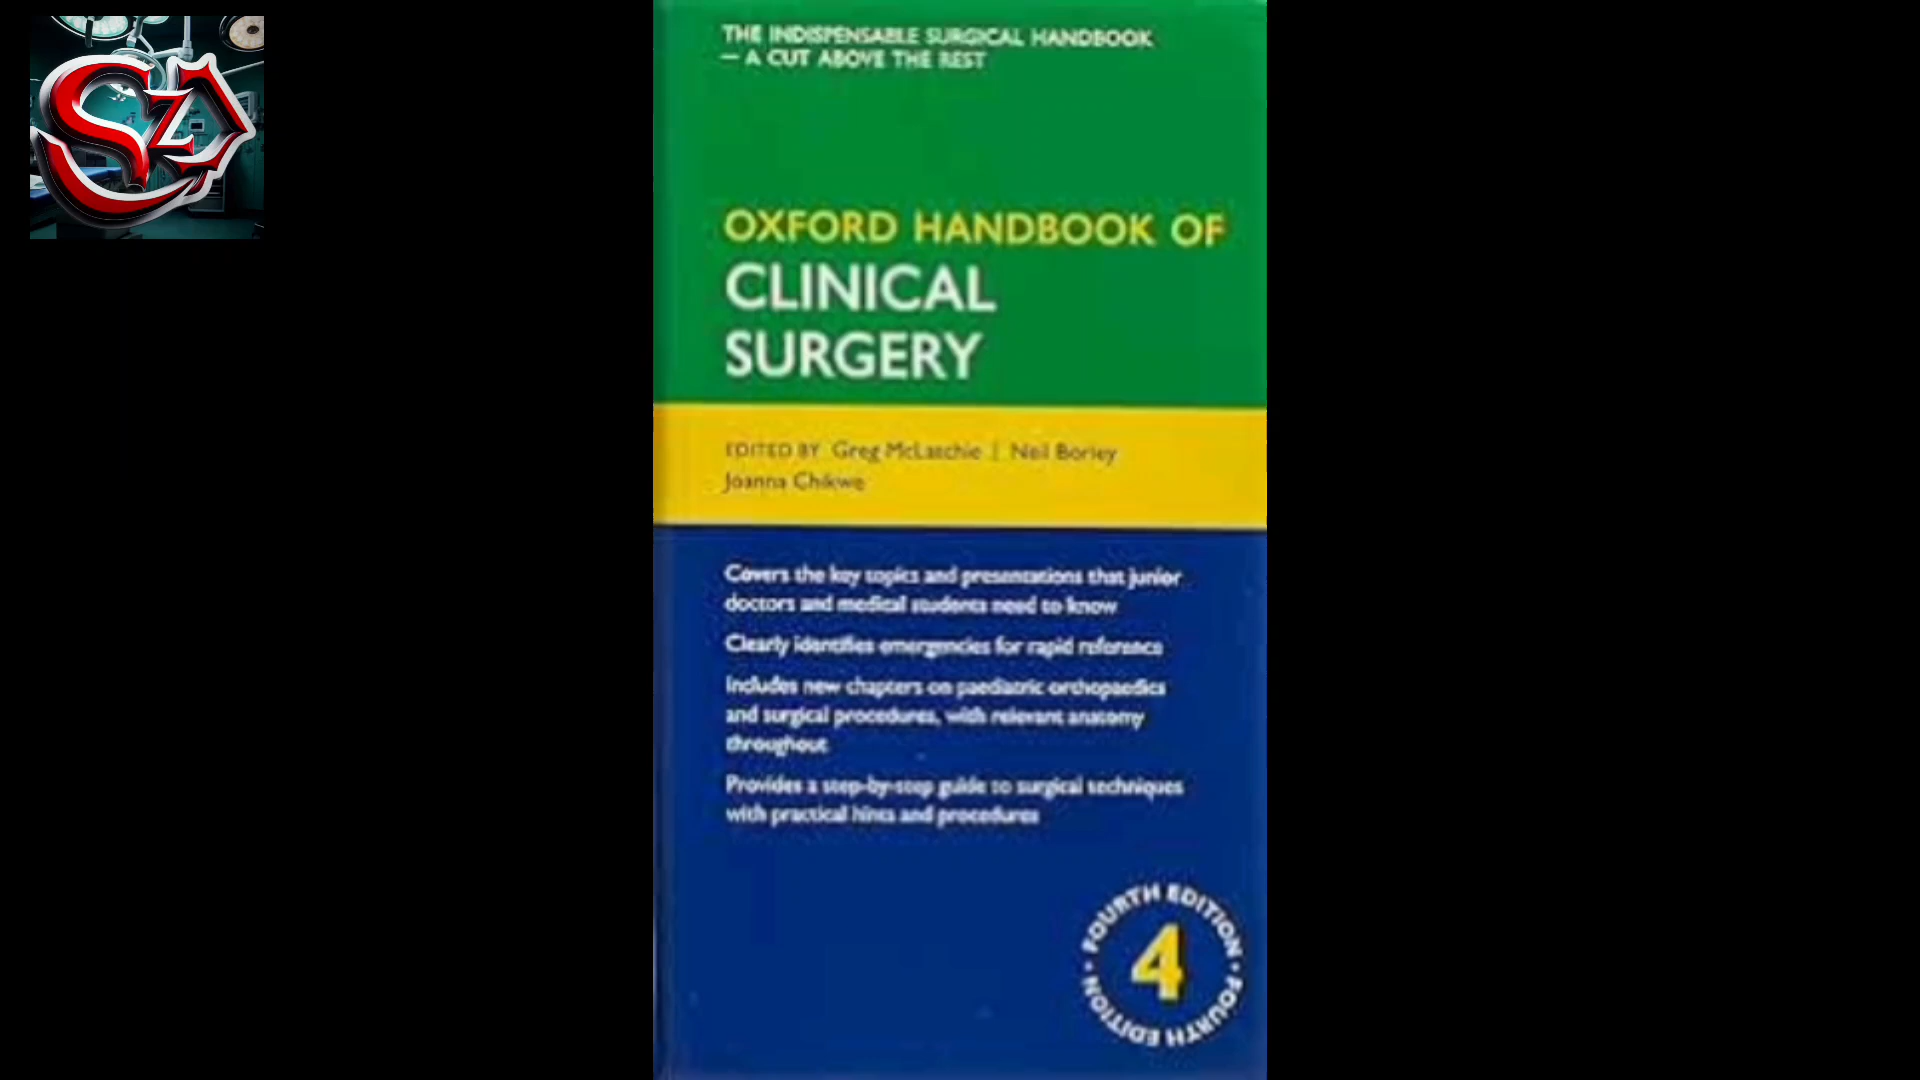 SZJ
THE INDISPENSABLE SURGICAL HANDBOOK
— A CUT ABOVE THE REST
OXFORD HANDBOOK OF
CLINICAL
SURGERY
EDITED BY Greg McLatchie | Neil Borley
Joanna Chikwe
Covers the key topics and presentations that junior
doctors and medical students need to know
Clearly identifies emergencies for rapid reference
Includes new chapters on paediatric orthopaedics
and surgical procedures, with relevant anatomy
throughout
Provides a step-by-step guide to surgical techniques
with practical hints and procedures
FOURTH EDITION • FOURTH EDITION •
4